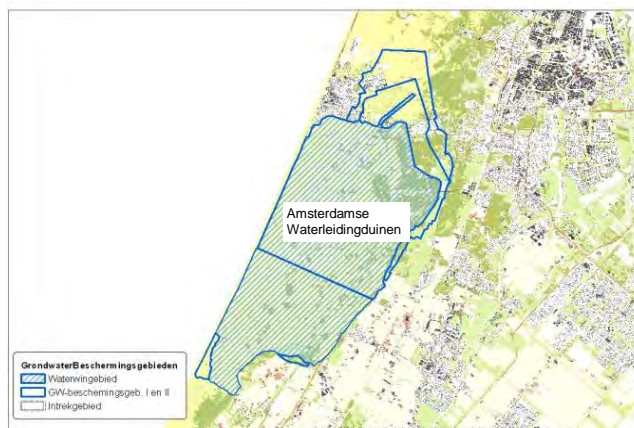 Amsterdamse
Waterleidingduinen
GrondwaterBeschermingsgebieden
Waterwingebied
GW-beschermingsgeb. I en II
Intrekgebied